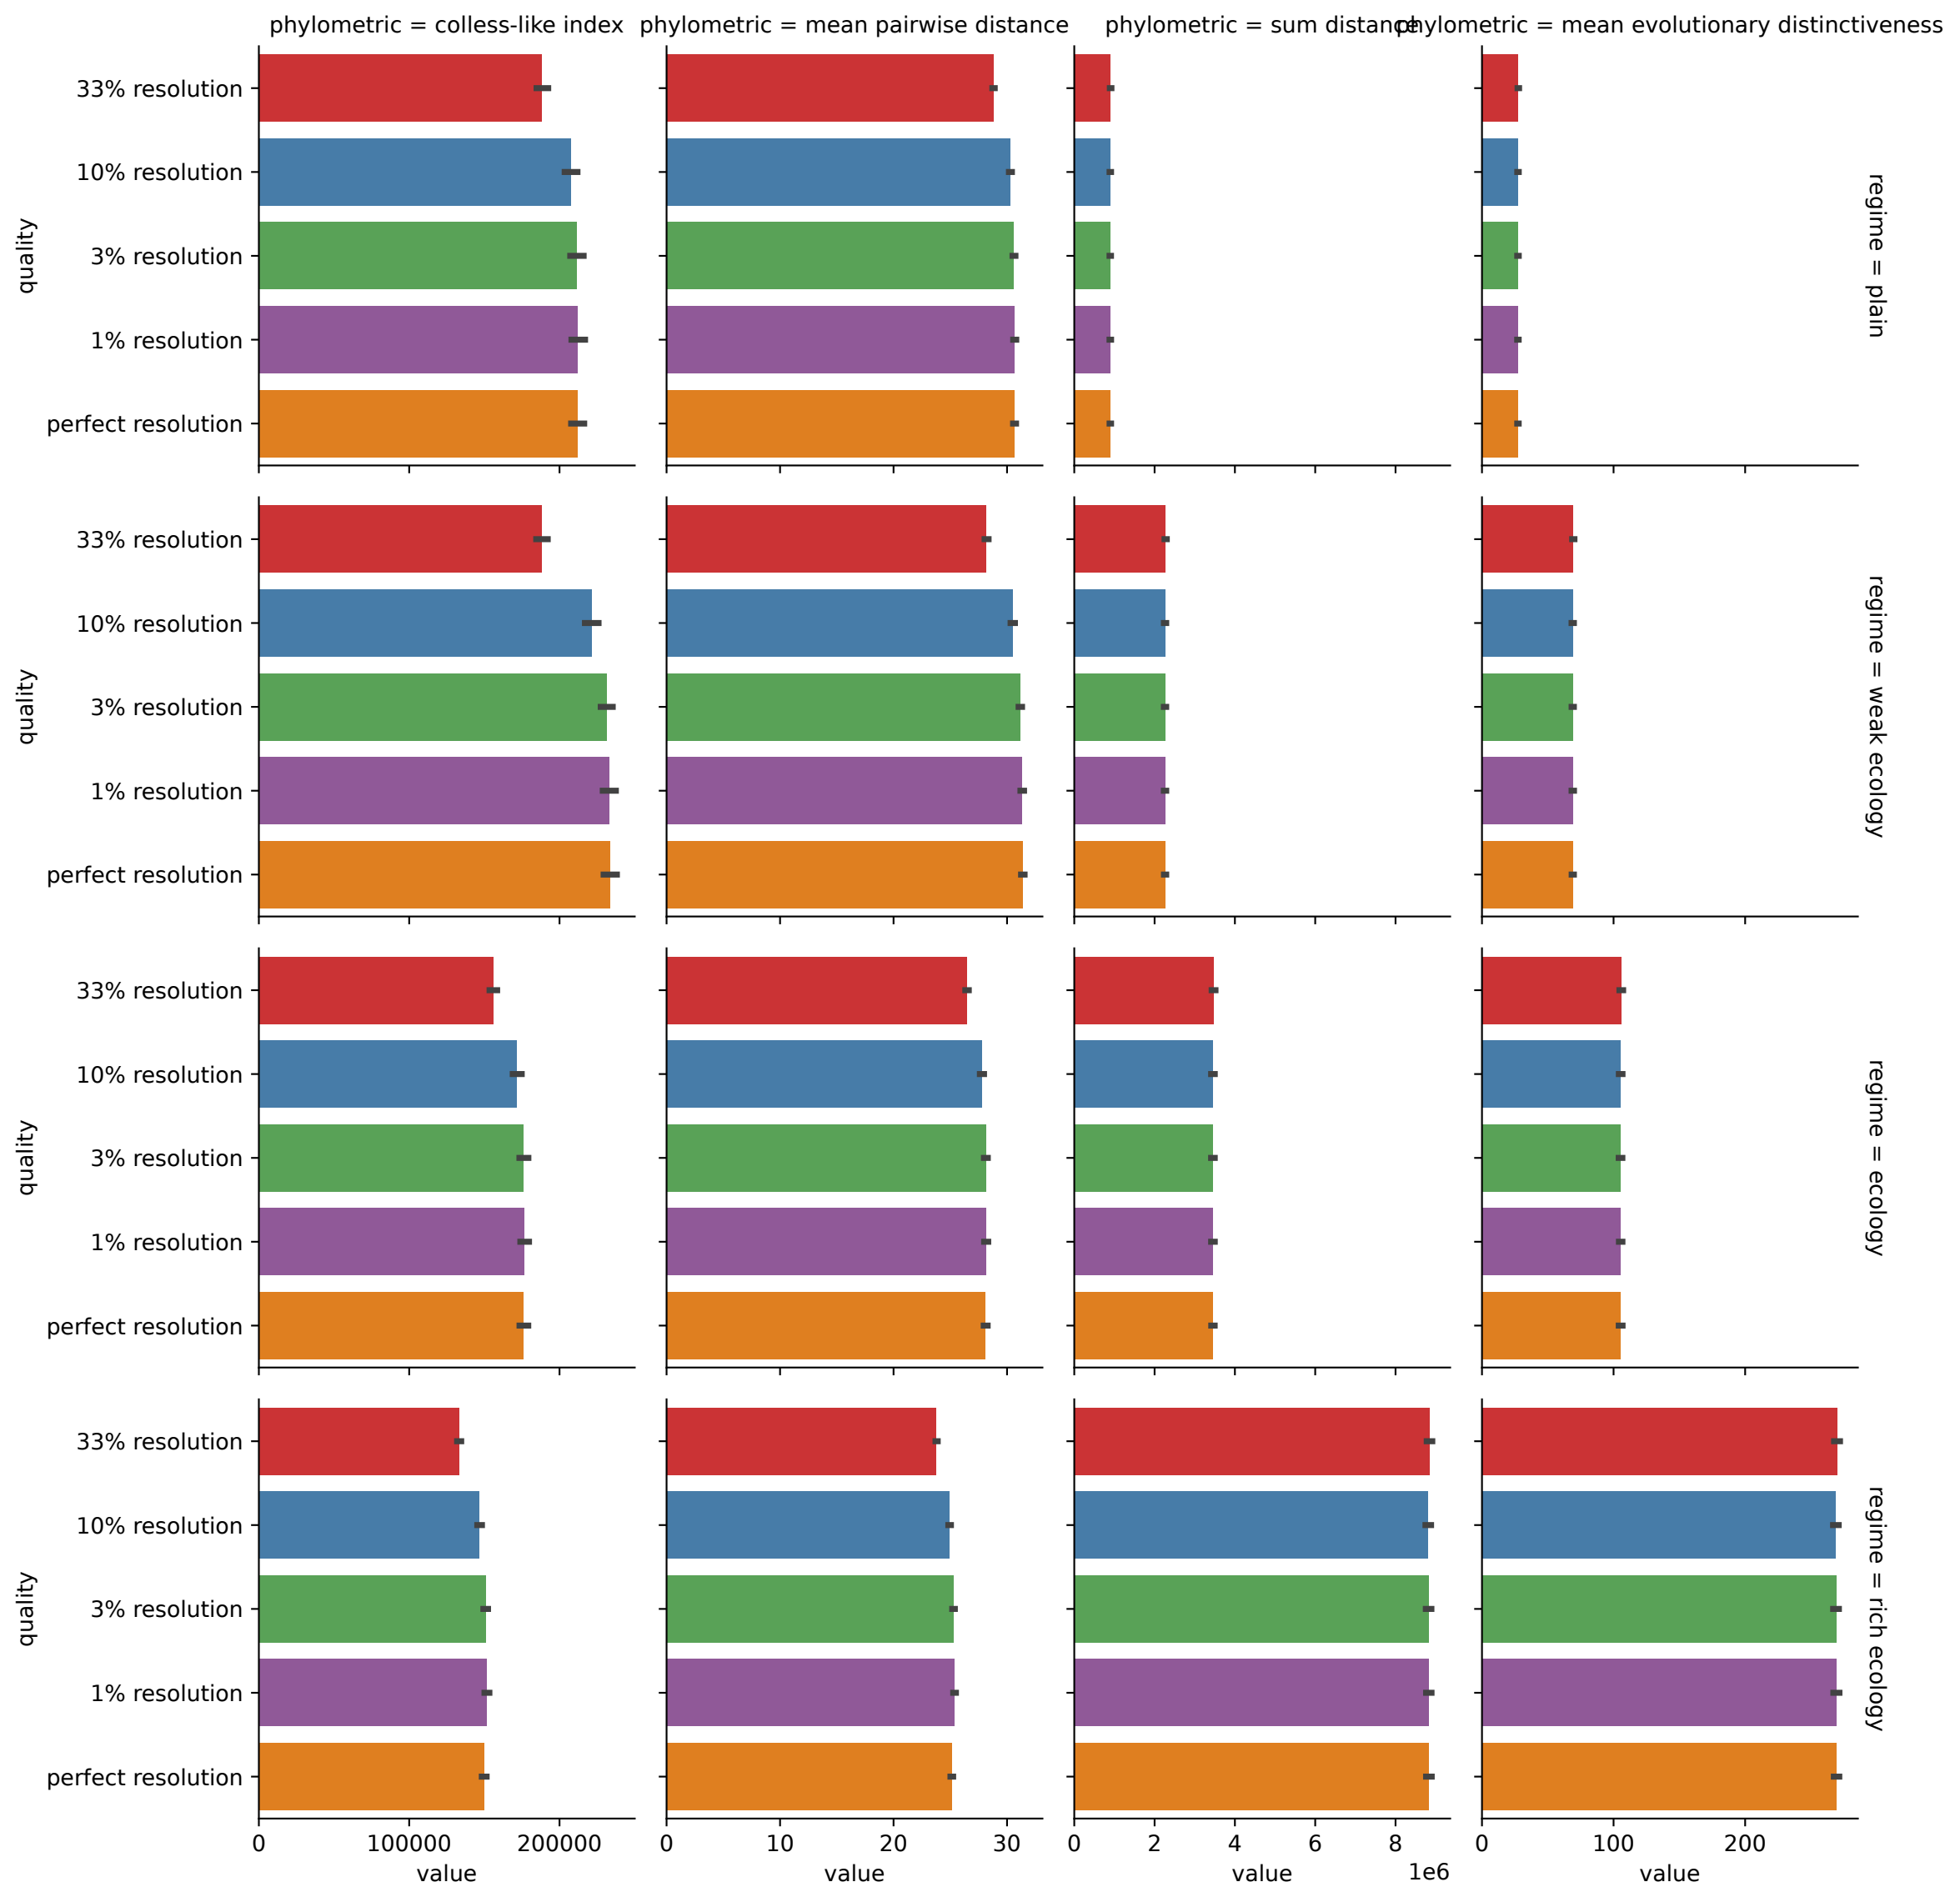 phylometric = colless-like index
phylometric = mean pairwise distance
phylometric = sum distance
phylometric = mean evolutionary distinctiveness
quality
33% resolution
10% resolution
3% resolution
1% resolution
perfect resolution
regime = plain
quality
33% resolution
10% resolution
3% resolution
1% resolution
perfect resolution
regime = weak ecology
quality
33% resolution
10% resolution
3% resolution
1% resolution
perfect resolution
regime = ecology
quality
33% resolution
10% resolution
3% resolution
1% resolution
perfect resolution
regime = rich ecology
0 100000 200000
value
0 10 20 30
value
0 2 4 6 8
1e6
value
0 100 200
value